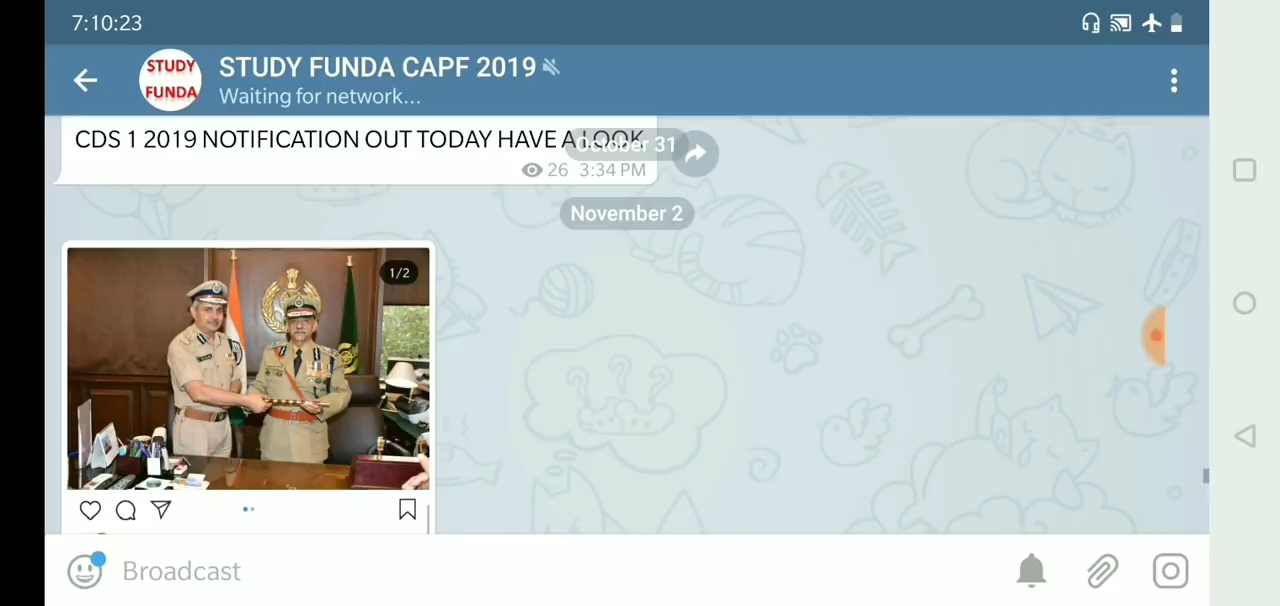 7:10:23
STUDY FUNDA
STUDY FUNDA CAPF 2019
Waiting for network...
CDS 1 2019 NOTIFICATION OUT TODAY HAVE A LOOK
October 31
26 3:34 PM
November 2
1/2
Broadcast